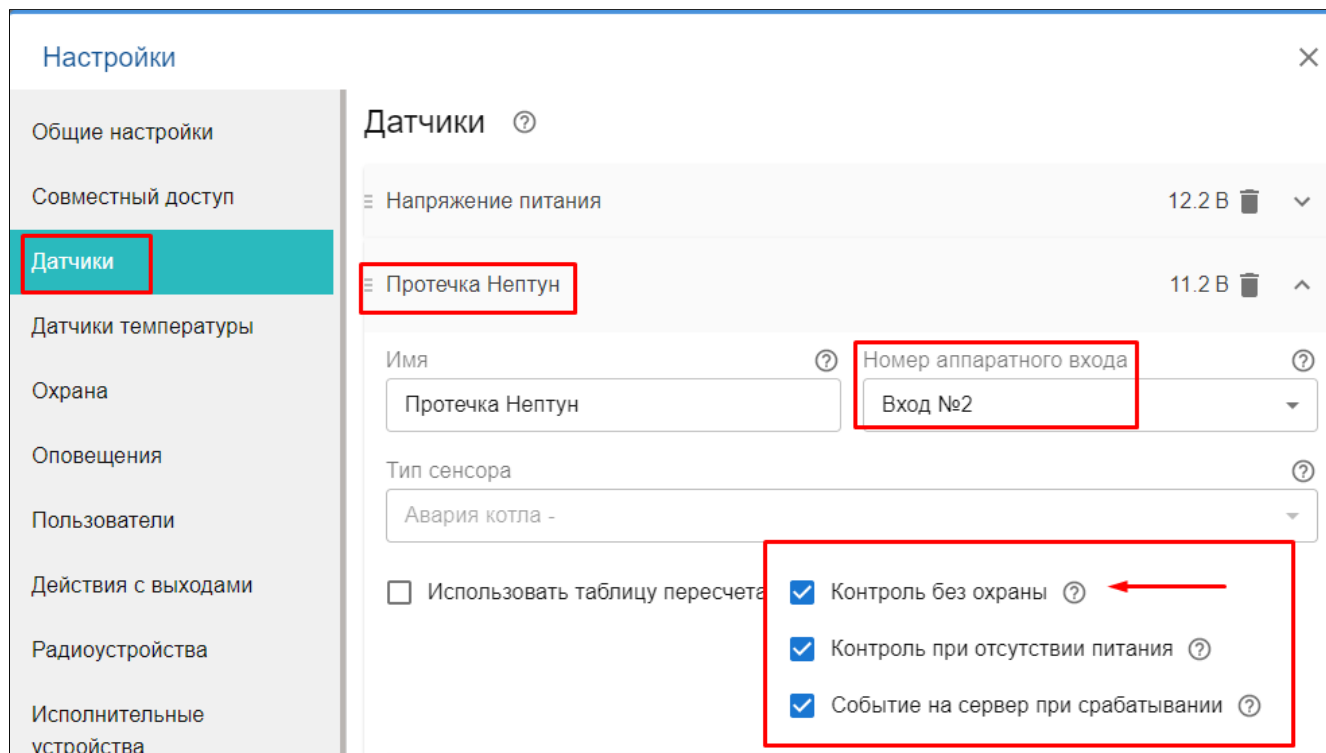 Настройки
Общие настройки
Совместный доступ
Датчики
Датчики температуры
Охрана
Оповещения
Пользователи
Действия с выходами
Радиоустройства
Исполнительные
устройства
Датчики
Напряжение питания 12.2 В
Протечка Нептун 11.2 В
Имя Номер аппаратного входа
Протечка Нептун Вход №2
Тип сенсора
Авария котла -
Использовать таблицу пересчета Контроль без охраны
Контроль при отсутствии питания
Событие на сервер при срабатывании